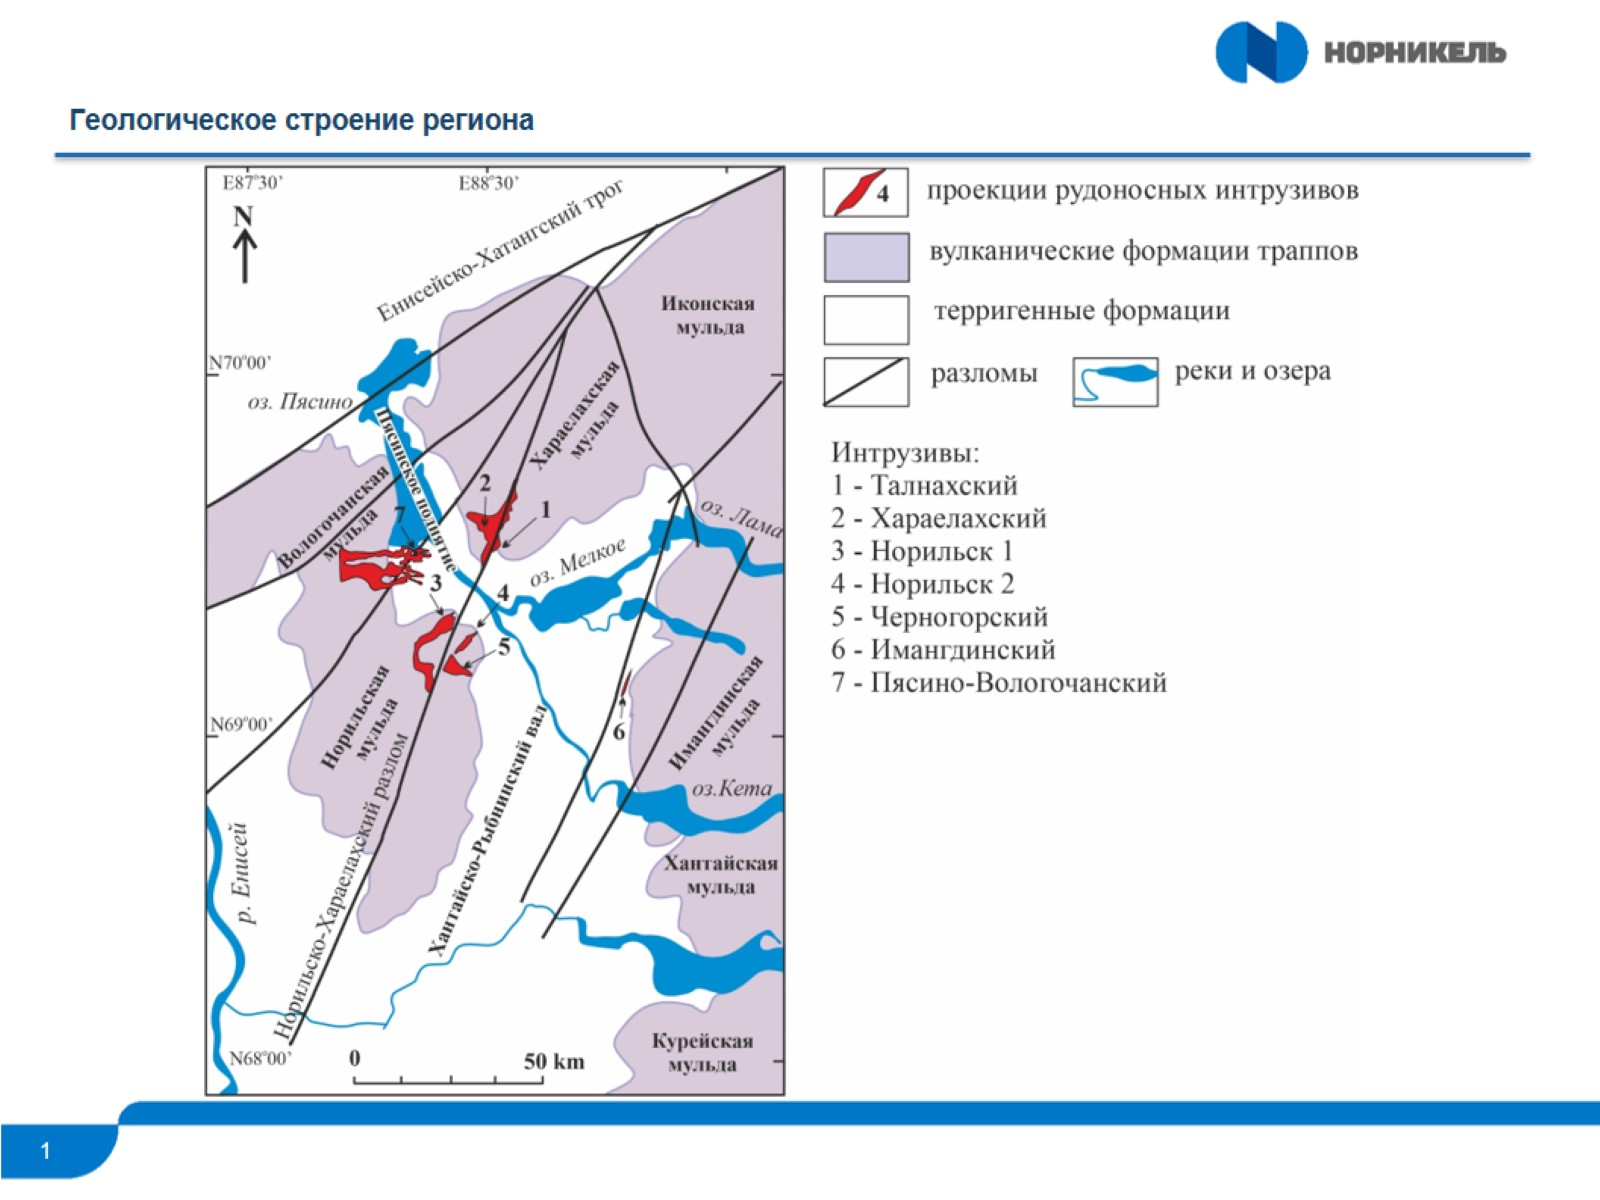 НОРНИКЕЛЬ
Геологическое строение региона
E87°30'
E88°30'
N
Енисейско-Хатангский трог
Иконская
мульда
N70°00'
оз. Пясино
Пясинское поднятие
Хараелахская
мульда
Вологочанская
мульда
7
2
1
оз. Лама
оз. Мелкое
3
4
5
6
Норильская
мульда
N69°00'
Имангдинская
мульда
оз.Кета
Норильско-Хараелахский разлом
Хантайско-Рыбнинский вал
р. Енисей
Хантайская
мульда
Курейская
мульда
N68°00'
0
50 km
4
проекции рудоносных интрузивов
вулканические формации траппов
терригенные формации
разломы
реки и озера
Интрузивы:
1 - Талнахский
2 - Хараелахский
3 - Норильск 1
4 - Норильск 2
5 - Черногорский
6 - Имангдинский
7 - Пясино-Вологочанский
1